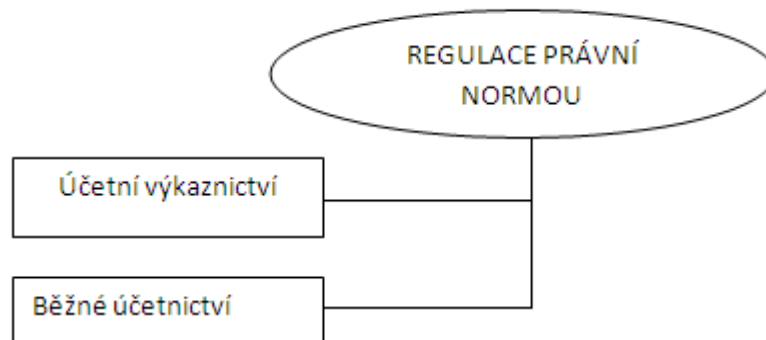 REGULACE PRÁVNÍ
NORMOU
Účetní výkaznictví
Běžné účetnictví